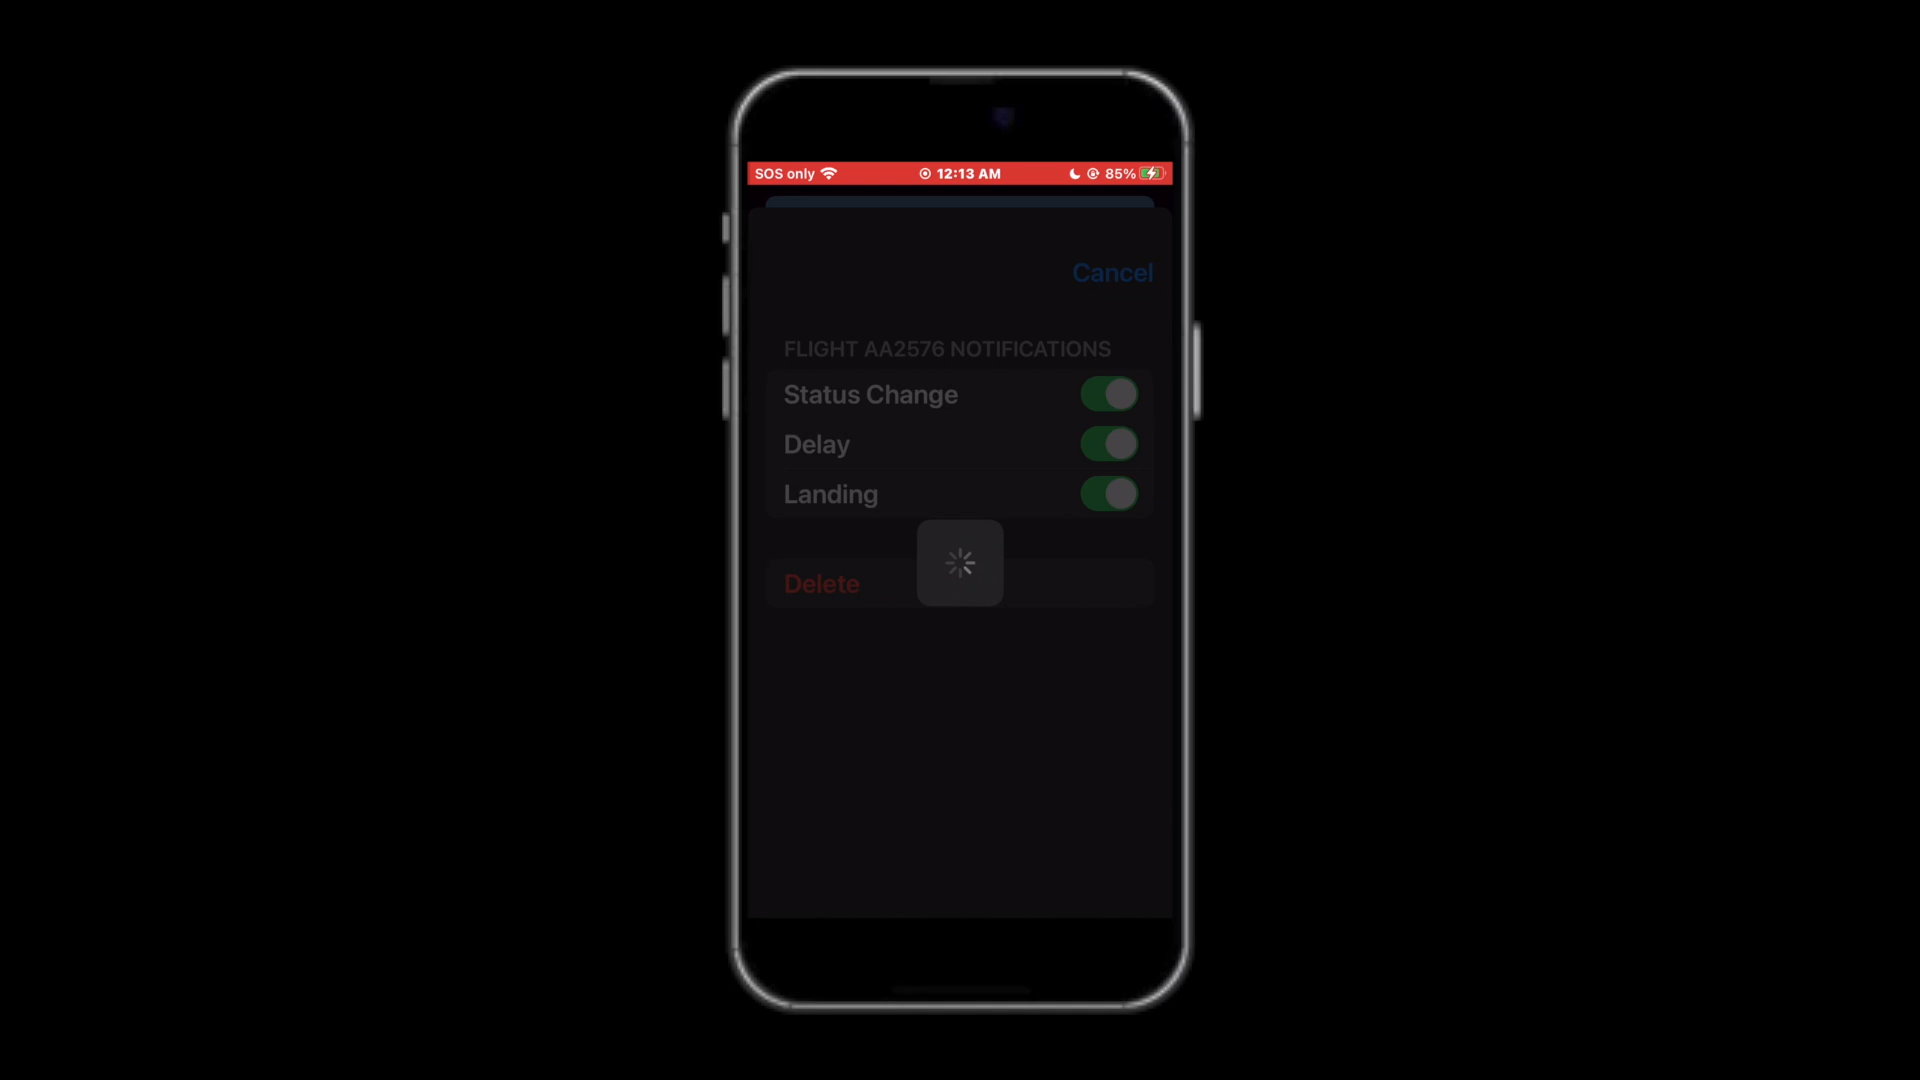 SOS only 12:13 AM 85%
Cancel
FLIGHT AA2576 NOTIFICATIONS
Status Change
Delay
Landing
Delete